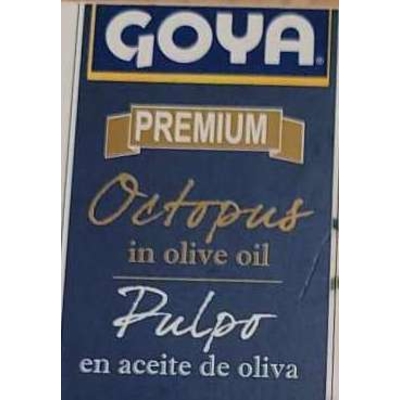 GOYA
PREMIUM
Octopus
in olive oil
Pulpo
en aceite de oliva